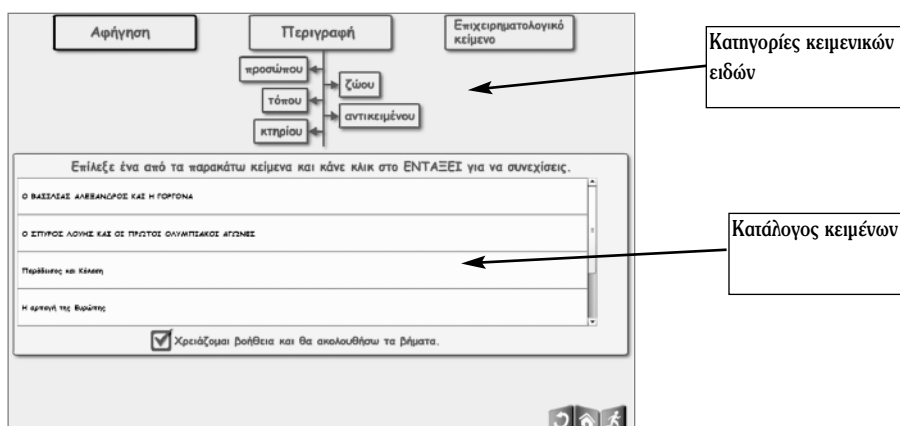 Αφήγηση
Περιγραφή
Επιχειρηματολογικό
κείμενο
προσώπου
ζώου
τόπου
αντικειμένου
κτηρίου
Κατηγορίες κειμενικών
ειδών
Επίλεξε ένα από τα παρακάτω κείμενα και κάνε κλικ στο ΕΝΤΑΞΕΙ για να συνεχίσεις.
Ο ΒΑΣΙΛΙΑΣ ΑΛΕΞΑΝΔΡΟΣ ΚΑΙ Η ΓΟΡΓΟΝΑ
Ο ΣΠΥΡΟΣ ΛΟΥΗΣ ΚΑΙ ΟΙ ΠΡΩΤΟΙ ΟΛΥΜΠΙΑΚΟΙ ΑΓΩΝΕΣ
Παράδεισος και Κόλαση
Η αρπαγή της Ευρώπης
Κατάλογος κειμένων
Χρειάζομαι βοήθεια και θα ακολουθήσω τα βήματα.